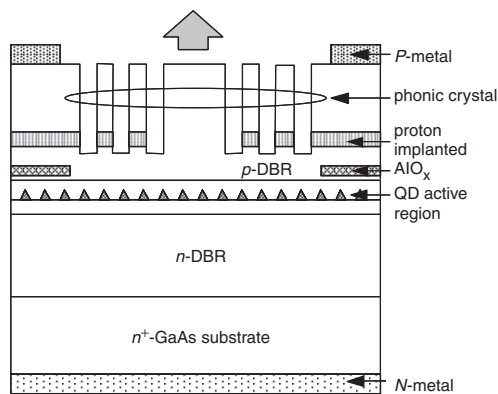 P-metal
phonic crystal
proton
implanted
AlOx
p-DBR
QD active
region
n-DBR
n+-GaAs substrate
N-metal